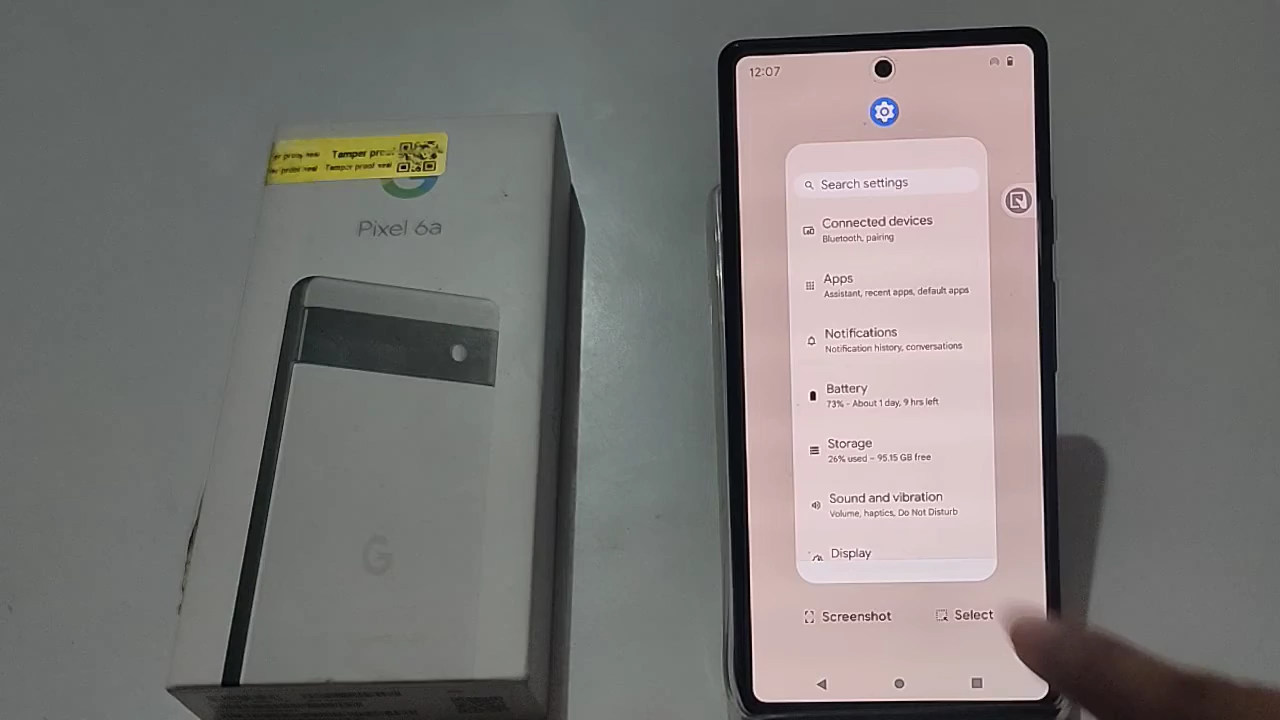 Tamper
Tamper proof seal
Pixel 6a
G
12:07
Search settings
Connected devices
Bluetooth, pairing
Apps
Assistant, recent apps, default apps
Notifications
Notification history, conversations
Battery
73% - About 1 day, 9 hrs left
Storage
26% used – 95.15 GB free
Sound and vibration
Volume, haptics, Do Not Disturb
Display
Screenshot
Select